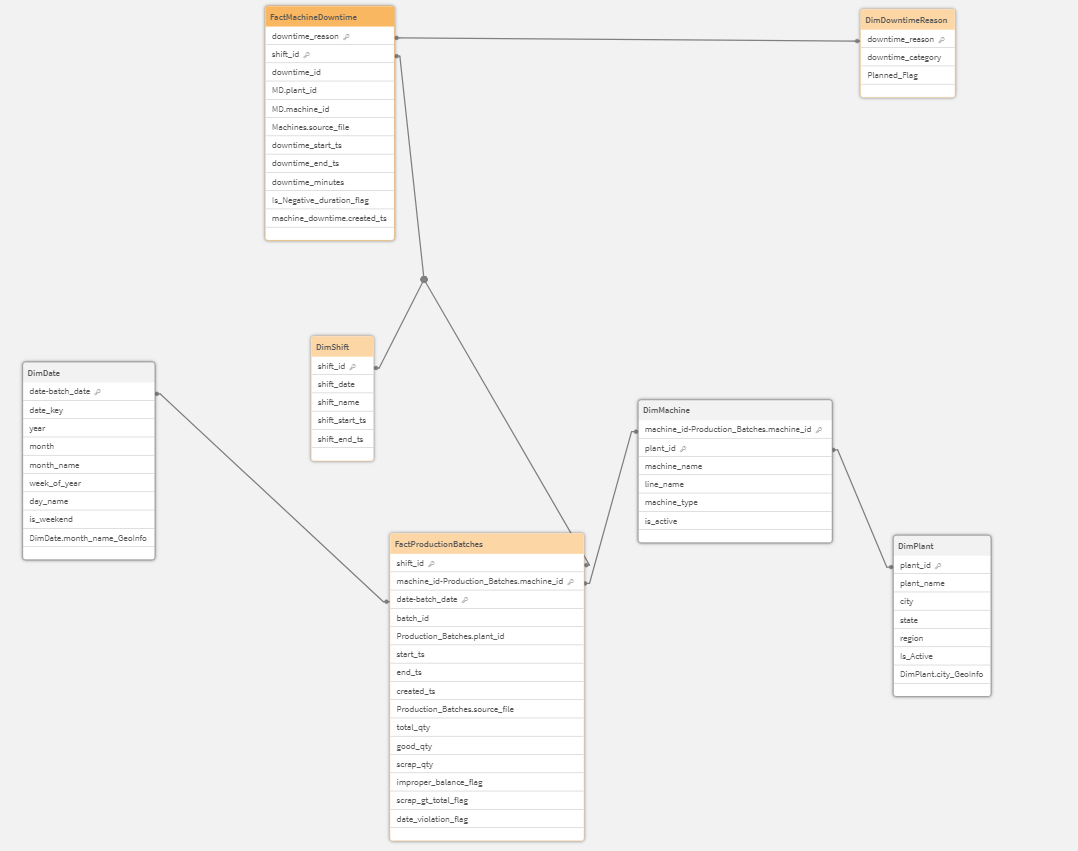 FactMachineDowntime
downtime_reason
shift_id
downtime_id
MD.plant_id
MD.machine_id
Machines.source_file
downtime_start_ts
downtime_end_ts
downtime_minutes
Is_Negative_duration_flag
machine_downtime.created_ts
DimDowntimeReason
downtime_reason
downtime_category
Planned_Flag
DimShift
shift_id
shift_date
shift_name
shift_start_ts
shift_end_ts
DimDate
date-batch_date
date_key
year
month
month_name
week_of_year
day_name
is_weekend
DimDate.month_name_GeoInfo
DimMachine
machine_id-Production_Batches.machine_id
plant_id
machine_name
line_name
machine_type
is_active
FactProductionBatches
shift_id
machine_id-Production_Batches.machine_id
date-batch_date
batch_id
Production_Batches.plant_id
start_ts
end_ts
created_ts
Production_Batches.source_file
total_qty
good_qty
scrap_qty
improper_balance_flag
scrap_gt_total_flag
date_violation_flag
DimPlant
plant_id
plant_name
city
state
region
Is_Active
DimPlant.city_GeoInfo